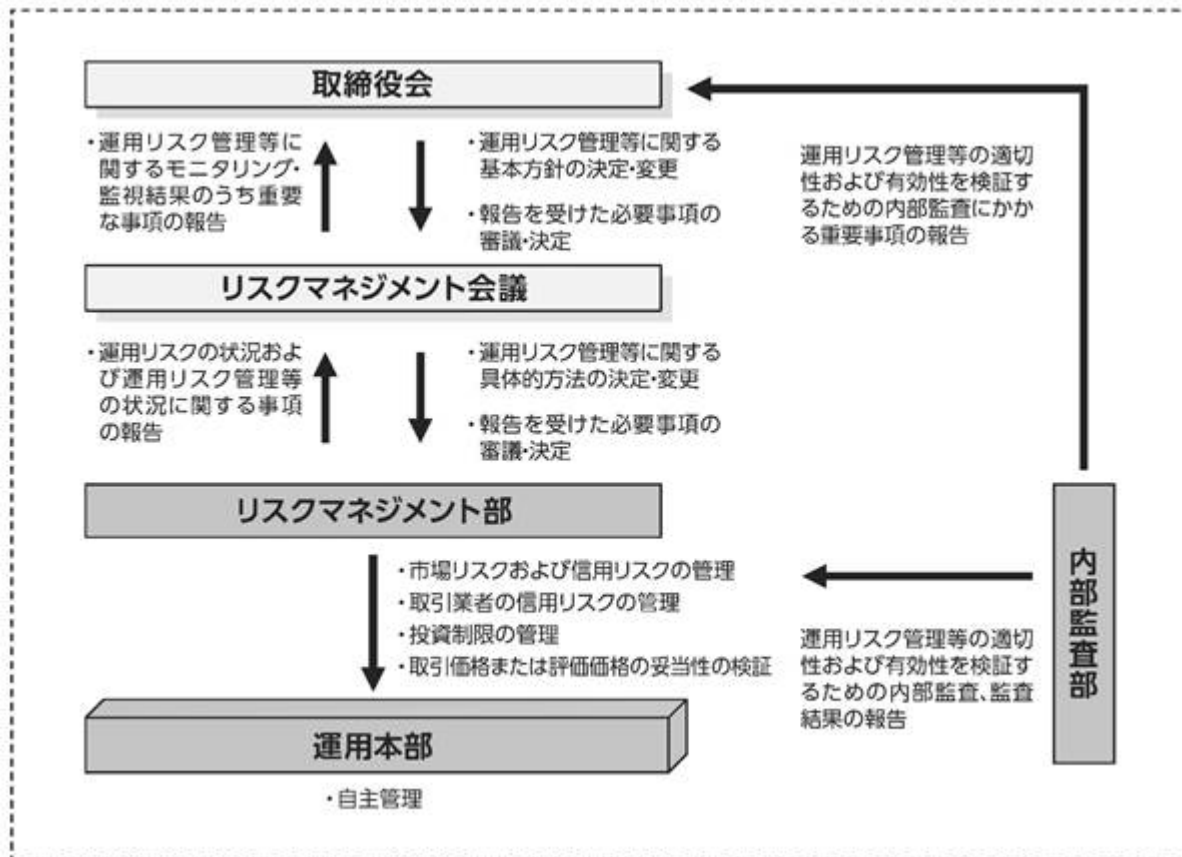 取締役会
・運用リスク管理等に
関するモニタリング・
監視結果のうち重要
な事項の報告
・運用リスク管理等に関する
基本方針の決定・変更
・報告を受けた必要事項の
審議・決定
運用リスク管理等の適切
性および有効性を検証す
るための内部監査にかか
る重要事項の報告
リスクマネジメント会議
・運用リスクの状況およ
び運用リスク管理等
の状況に関する事項
の報告
・運用リスク管理等に関する
具体的方法の決定・変更
・報告を受けた必要事項の
審議・決定
リスクマネジメント部
・市場リスクおよび信用リスクの管理
・取引業者の信用リスクの管理
・投資制限の管理
・取引価格または評価価格の妥当性の検証
運用リスク管理等の適切
性および有効性を検証す
るための内部監査、監査
結果の報告
内部監査部
運用本部
・自主管理